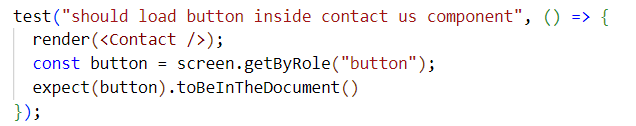 test("should load button inside contact us component", () => {
  render(<Contact />);
  const button = screen.getByRole("button");
  expect(button).toBeInTheDocument()
});